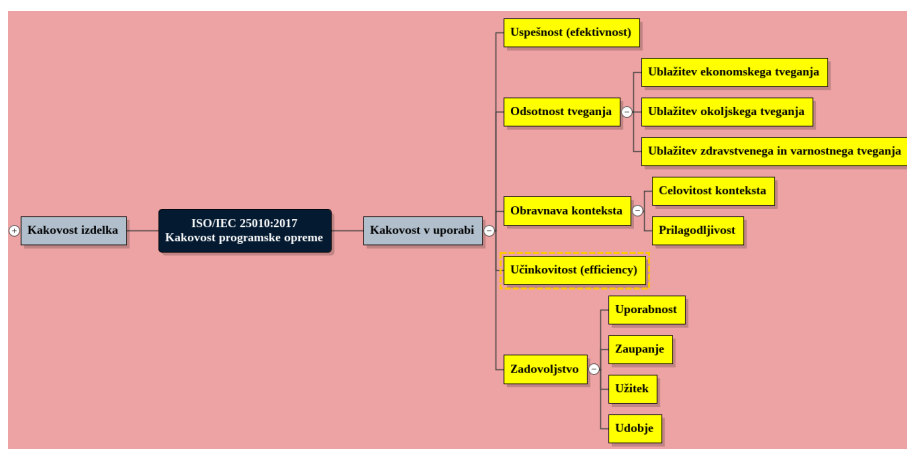 Kakovost izdelka
ISO/IEC 25010:2017
Kakovost programske opreme
Kakovost v uporabi
Uspešnost (efektivnost)
Odsotnost tveganja
Ublažitev ekonomskega tveganja
Ublažitev okoljskega tveganja
Ublažitev zdravstvenega in varnostnega tveganja
Obravnava konteksta
Celovitost konteksta
Prilagodljivost
Učinkovitost (efficiency)
Zadovoljstvo
Uporabnost
Zaupanje
Užitek
Udobje